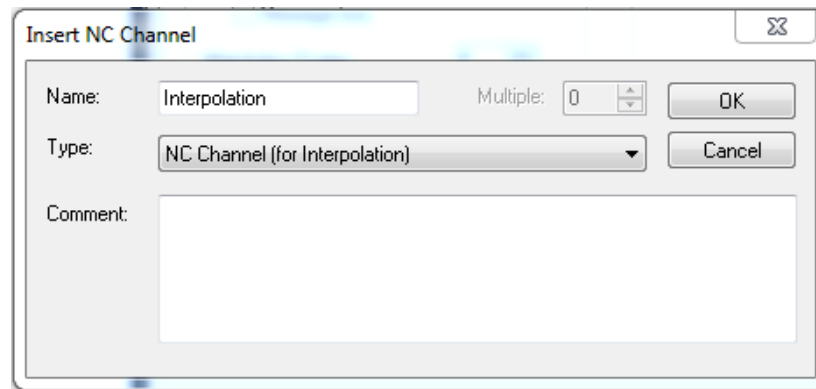 Insert NC Channel
Name: Interpolation Multiple: 0 OK
Type: NC Channel (for Interpolation) Cancel
Comment: